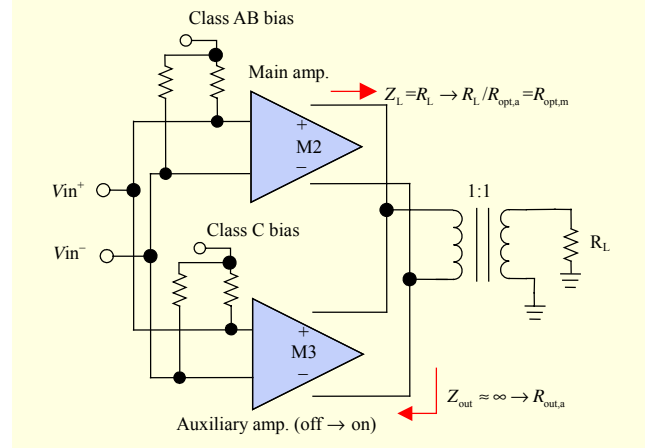 Class AB bias
Main amp.
Z_L=R_L → R_L/R_opt,a=R_opt,m
+
M2
−
1:1
Vin⁺
Class C bias
Vin⁻
R_L
+
M3
−
Z_out ≈ ∞ → R_out,a
Auxiliary amp. (off → on)